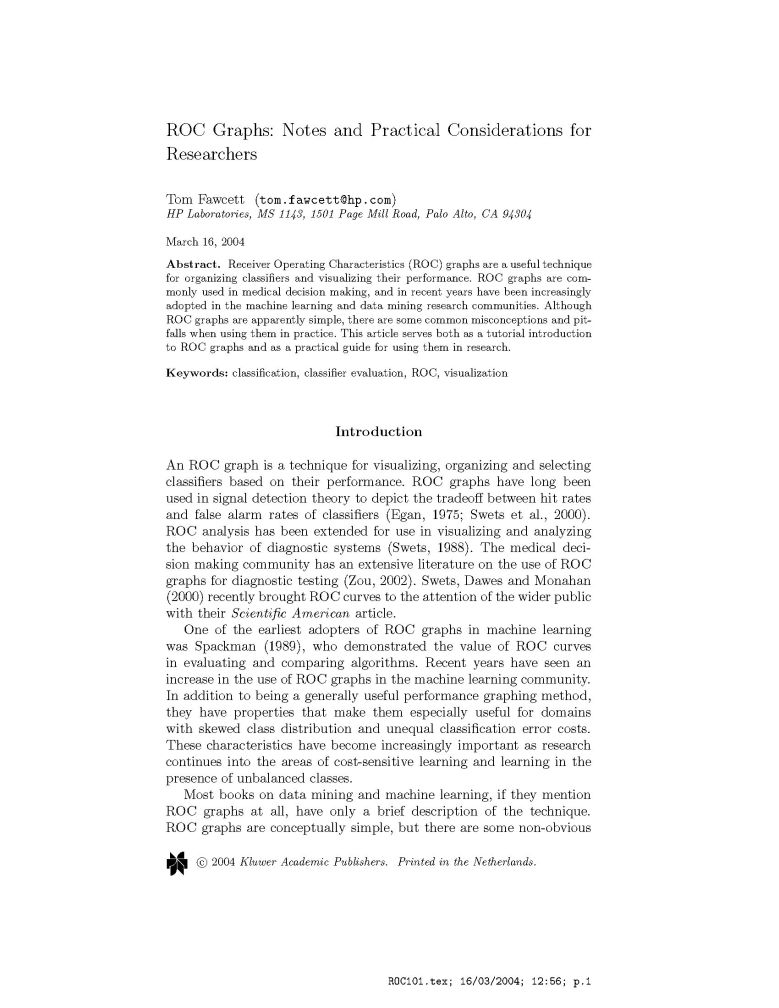 ROC Graphs: Notes and Practical Considerations for
Researchers
Tom Fawcett (tom.fawcett@hp.com)
HP Laboratories, MS 1143, 1501 Page Mill Road, Palo Alto, CA 94304
March 16, 2004
Abstract. Receiver Operating Characteristics (ROC) graphs are a useful technique
for organizing classifiers and visualizing their performance. ROC graphs are com-
monly used in medical decision making, and in recent years have been increasingly
adopted in the machine learning and data mining research communities. Although
ROC graphs are apparently simple, there are some common misconceptions and pit-
falls when using them in practice. This article serves both as a tutorial introduction
to ROC graphs and as a practical guide for using them in research.
Keywords: classification, classifier evaluation, ROC, visualization
Introduction
An ROC graph is a technique for visualizing, organizing and selecting
classifiers based on their performance. ROC graphs have long been
used in signal detection theory to depict the tradeoff between hit rates
and false alarm rates of classifiers (Egan, 1975; Swets et al., 2000).
ROC analysis has been extended for use in visualizing and analyzing
the behavior of diagnostic systems (Swets, 1988). The medical deci-
sion making community has an extensive literature on the use of ROC
graphs for diagnostic testing (Zou, 2002). Swets, Dawes and Monahan
(2000) recently brought ROC curves to the attention of the wider public
with their Scientific American article.
One of the earliest adopters of ROC graphs in machine learning
was Spackman (1989), who demonstrated the value of ROC curves
in evaluating and comparing algorithms. Recent years have seen an
increase in the use of ROC graphs in the machine learning community.
In addition to being a generally useful performance graphing method,
they have properties that make them especially useful for domains
with skewed class distribution and unequal classification error costs.
These characteristics have become increasingly important as research
continues into the areas of cost-sensitive learning and learning in the
presence of unbalanced classes.
Most books on data mining and machine learning, if they mention
ROC graphs at all, have only a brief description of the technique.
ROC graphs are conceptually simple, but there are some non-obvious
© 2004 Kluwer Academic Publishers. Printed in the Netherlands.
ROC101.tex; 16/03/2004; 12:56; p.1